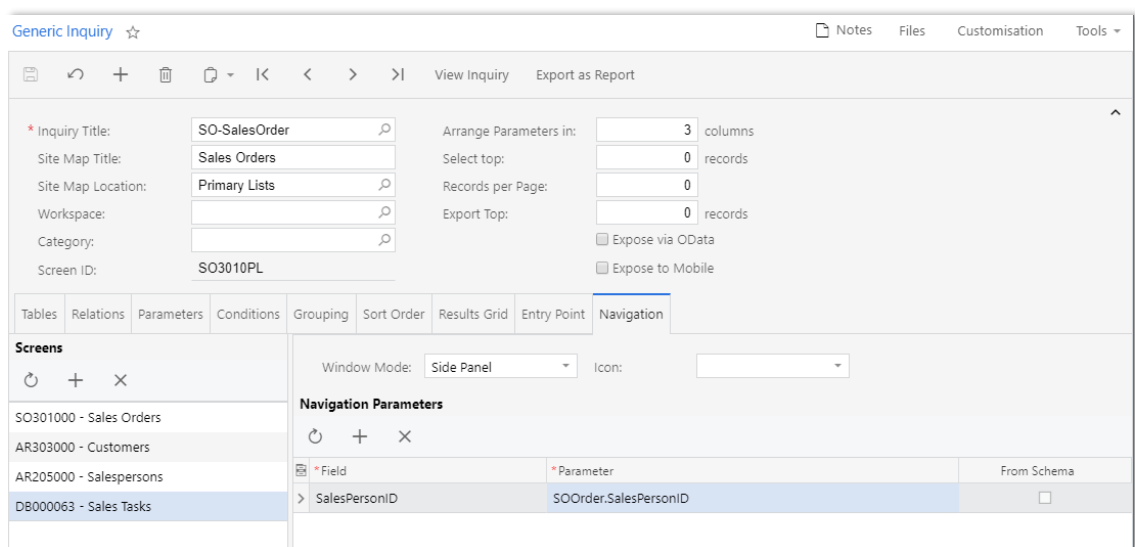 Generic Inquiry
Notes Files Customisation Tools
View Inquiry Export as Report
* Inquiry Title: SO-SalesOrder Arrange Parameters in: 3 columns
Site Map Title: Sales Orders Select top: 0 records
Site Map Location: Primary Lists Records per Page: 0
Workspace: Export Top: 0 records
Category: Expose via OData
Screen ID: SO3010PL Expose to Mobile
Tables Relations Parameters Conditions Grouping Sort Order Results Grid Entry Point Navigation
Screens
Window Mode: Side Panel Icon:
Navigation Parameters
SO301000 - Sales Orders
AR303000 - Customers
AR205000 - Salespersons
DB000063 - Sales Tasks
* Field * Parameter From Schema
SalesPersonID SOOrder.SalesPersonID